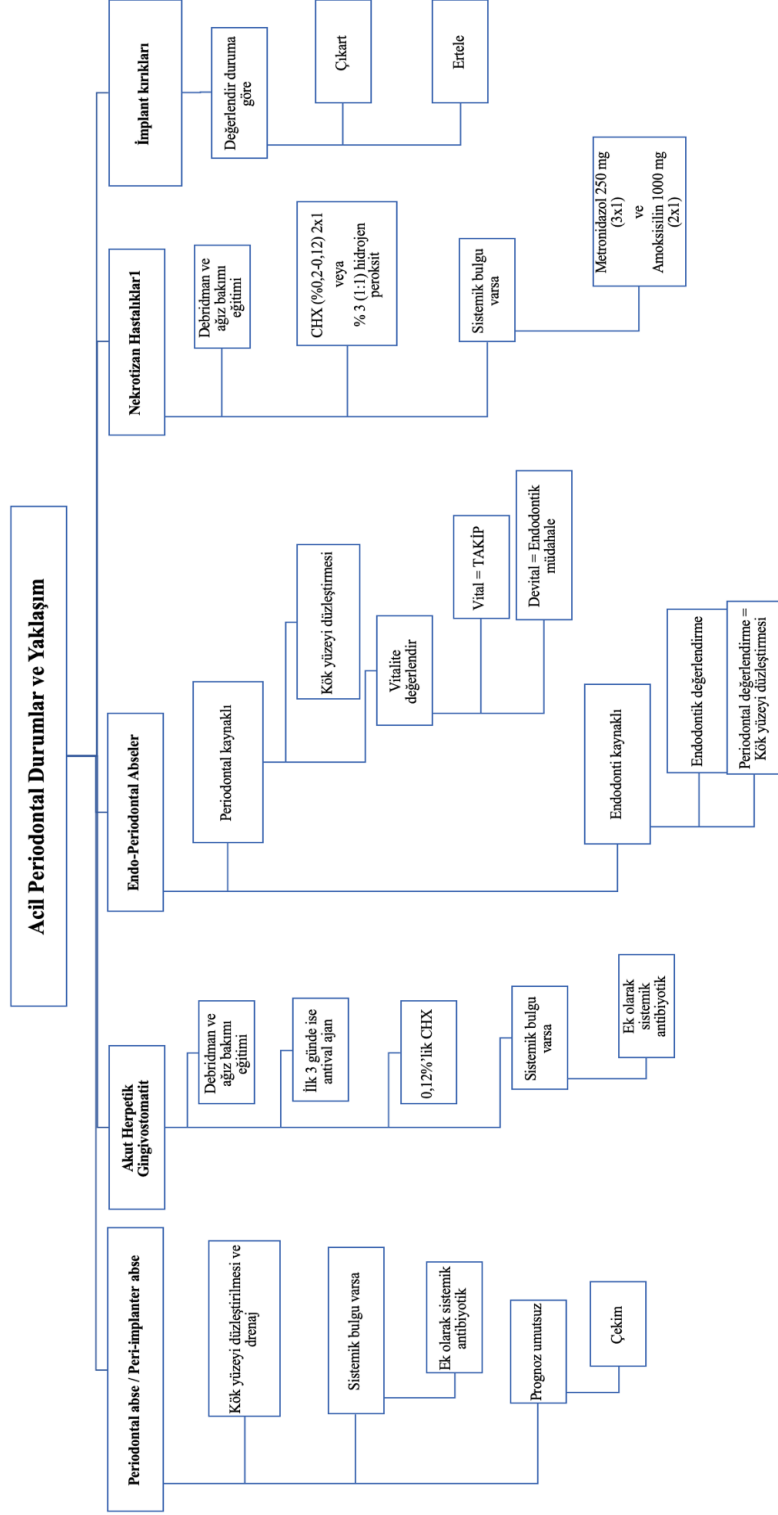 Acil Periodontal Durumlar ve Yaklaşım
Periodontal abse / Peri-implanter abse
Kök yüzeyi düzleştirilmesi ve
drenaj
Sistemik bulgu varsa
Ek olarak sistemik
antibiyotik
Prognoz umutsuz
Çekim
Akut Herpetik
Gingivostomatit
Debridman ve
ağız bakımı
eğitimi
İlk 3 günde ise
antival ajan
0,12%’lik CHX
Sistemik bulgu
varsa
Ek olarak
sistemik
antibiyotik
Endo-Periodontal Abseler
Periodontal kaynaklı
Kök yüzeyi düzleştirmesi
Vitalite
değerlendir
Vital = TAKİP
Devital = Endodontik
müdahale
Endodonti kaynaklı
Endodontik değerlendirme
Periodontal değerlendirme =
Kök yüzeyi düzleştirmesi
Nekrotizan Hastalıklar1
Debridman ve
ağız bakımı
eğitimi
CHX (%0,2-0,12) 2x1
veya
% 3 (1:1) hidrojen
peroksit
Sistemik bulgu
varsa
Metronidazol 250 mg
(3x1)
ve
Amoksisilin 1000 mg
(2x1)
İmplant kırıkları
Değerlendir duruma
göre
Çıkart
Ertele